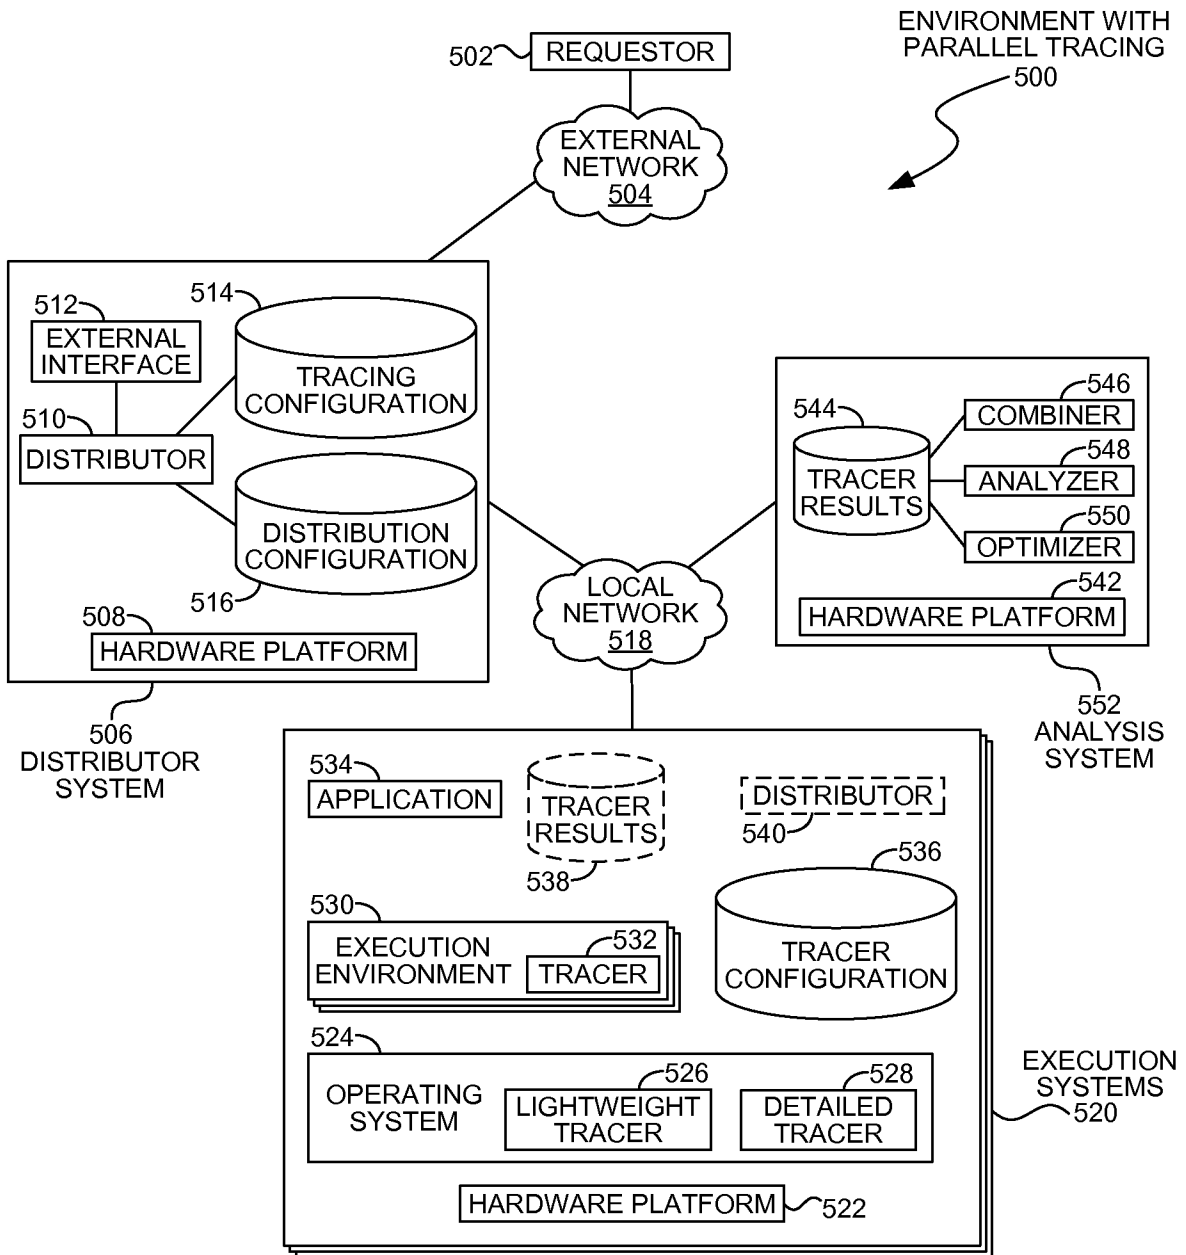 ENVIRONMENT WITH
PARALLEL TRACING
500
502
REQUESTOR
EXTERNAL
NETWORK
504
512
EXTERNAL
INTERFACE
514
TRACING
CONFIGURATION
510
DISTRIBUTOR
DISTRIBUTION
CONFIGURATION
516
508
HARDWARE PLATFORM
506
DISTRIBUTOR
SYSTEM
LOCAL
NETWORK
518
544
TRACER
RESULTS
546
COMBINER
548
ANALYZER
550
OPTIMIZER
542
HARDWARE PLATFORM
552
ANALYSIS
SYSTEM
534
APPLICATION
TRACER
RESULTS
538
DISTRIBUTOR
540
536
TRACER
CONFIGURATION
530
EXECUTION
ENVIRONMENT
532
TRACER
524
OPERATING
SYSTEM
526
LIGHTWEIGHT
TRACER
528
DETAILED
TRACER
HARDWARE PLATFORM
522
EXECUTION
SYSTEMS
520